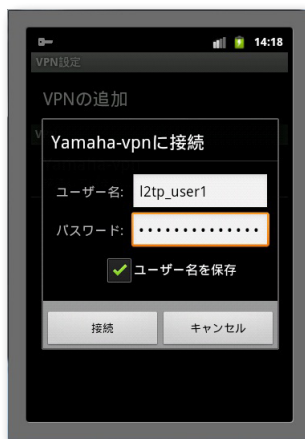 14:18
VPN設定
VPNの追加
V
Yamaha-vpnに接続
ユーザー名: l2tp_user1
パスワード: ••••••••••••••
ユーザー名を保存
接続 キャンセル